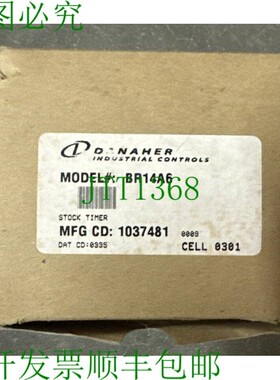 图必究
DANAHER
INDUSTRIAL CONTROLS
MODEL#: BR14A6
JIT1368
STOCK TIMER
MFG CD: 1037481 0009
DAT CD:0335 CELL 0301
开发票顺丰包邮